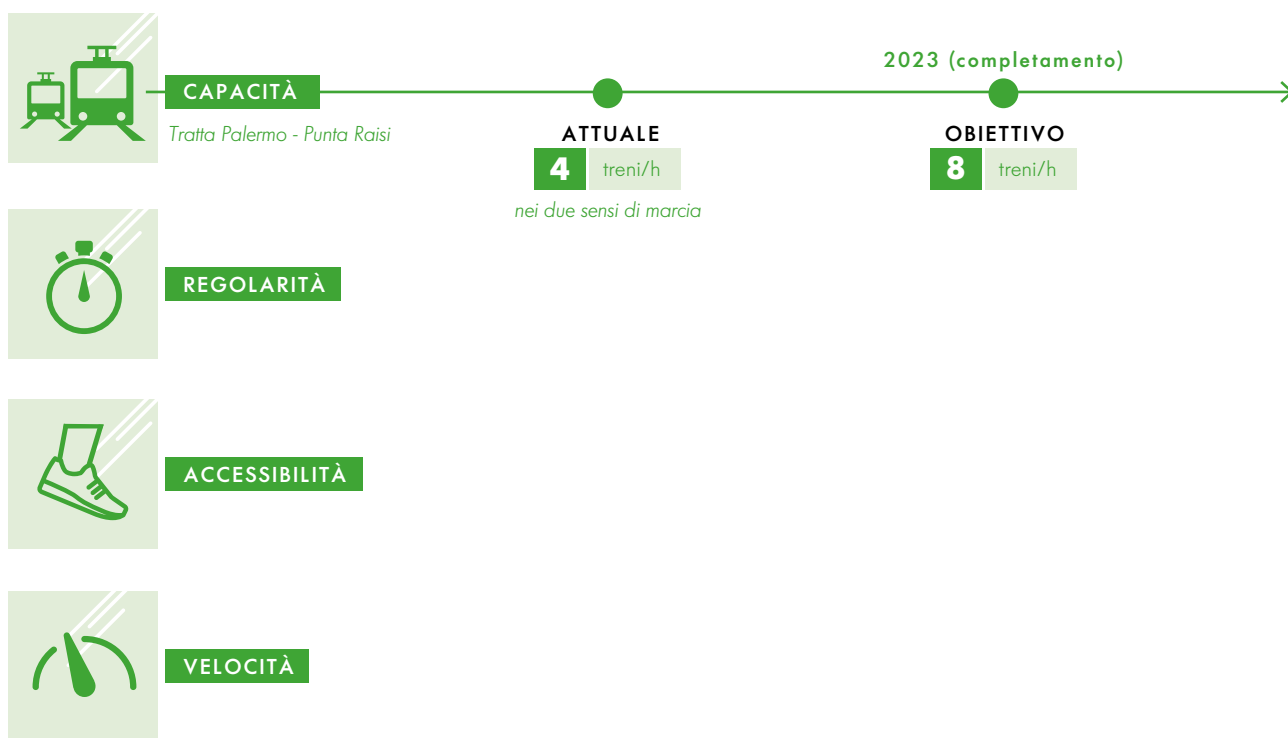 2023 (completamento)
CAPACITÀ
Tratta Palermo - Punta Raisi
ATTUALE
OBIETTIVO
4 treni/h
8 treni/h
nei due sensi di marcia
REGOLARITÀ
ACCESSIBILITÀ
VELOCITÀ